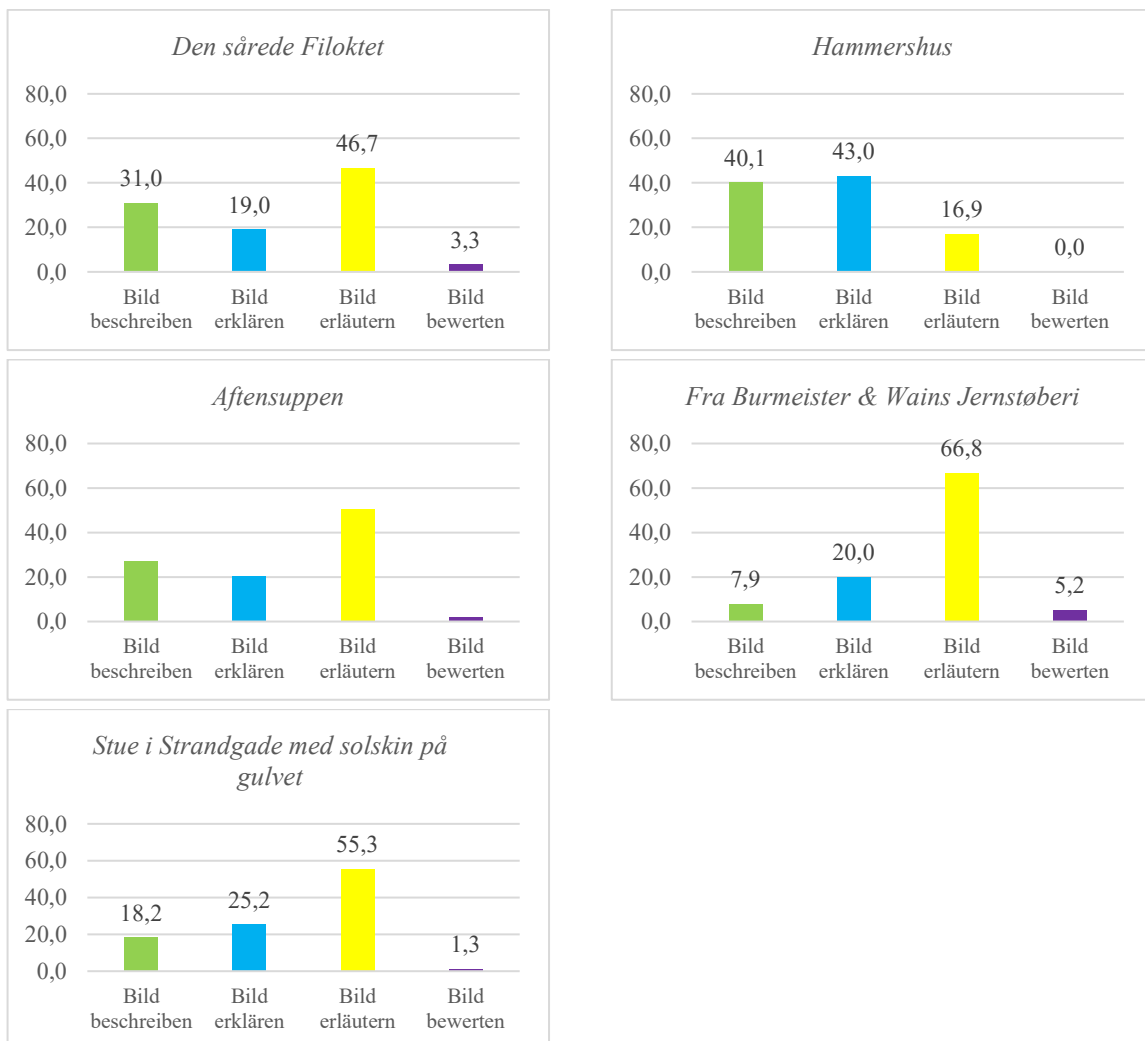 Den sårede Filoktet
80,0
60,0
40,0
20,0
0,0
31,0
19,0
46,7
3,3
Bild beschreiben
Bild erklären
Bild erläutern
Bild bewerten
Hammershus
80,0
60,0
40,0
20,0
0,0
40,1
43,0
16,9
0,0
Bild beschreiben
Bild erklären
Bild erläutern
Bild bewerten
Aftensuppen
80,0
60,0
40,0
20,0
0,0
Bild beschreiben
Bild erklären
Bild erläutern
Bild bewerten
Fra Burmeister & Wains Jernstøberi
80,0
60,0
40,0
20,0
0,0
7,9
20,0
66,8
5,2
Bild beschreiben
Bild erklären
Bild erläutern
Bild bewerten
Stue i Strandgade med solskin på
gulvet
80,0
60,0
40,0
20,0
0,0
18,2
25,2
55,3
1,3
Bild beschreiben
Bild erklären
Bild erläutern
Bild bewerten